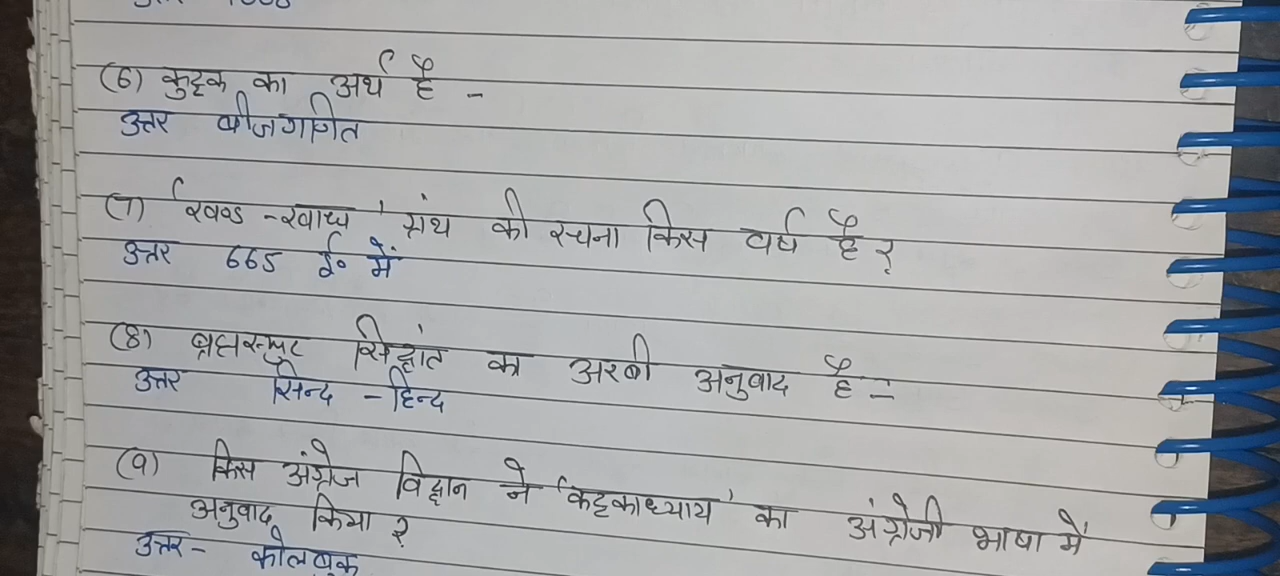 (6) कुट्टक का अर्थ है -
उत्तर बीजगणित
(7) 'खण्ड - खाद्य' ग्रंथ की रचना किस वर्ष है ?
उत्तर 665 ई० में
(8) ब्रह्मस्फुट सिद्धांत का अरबी अनुवाद है -
उत्तर सिन्द - हिन्द
(9) किस अंग्रेज विद्वान ने 'कट्टकाध्याय' का अंग्रेजी भाषा में
अनुवाद किया ?
उत्तर - कोलब्रुक